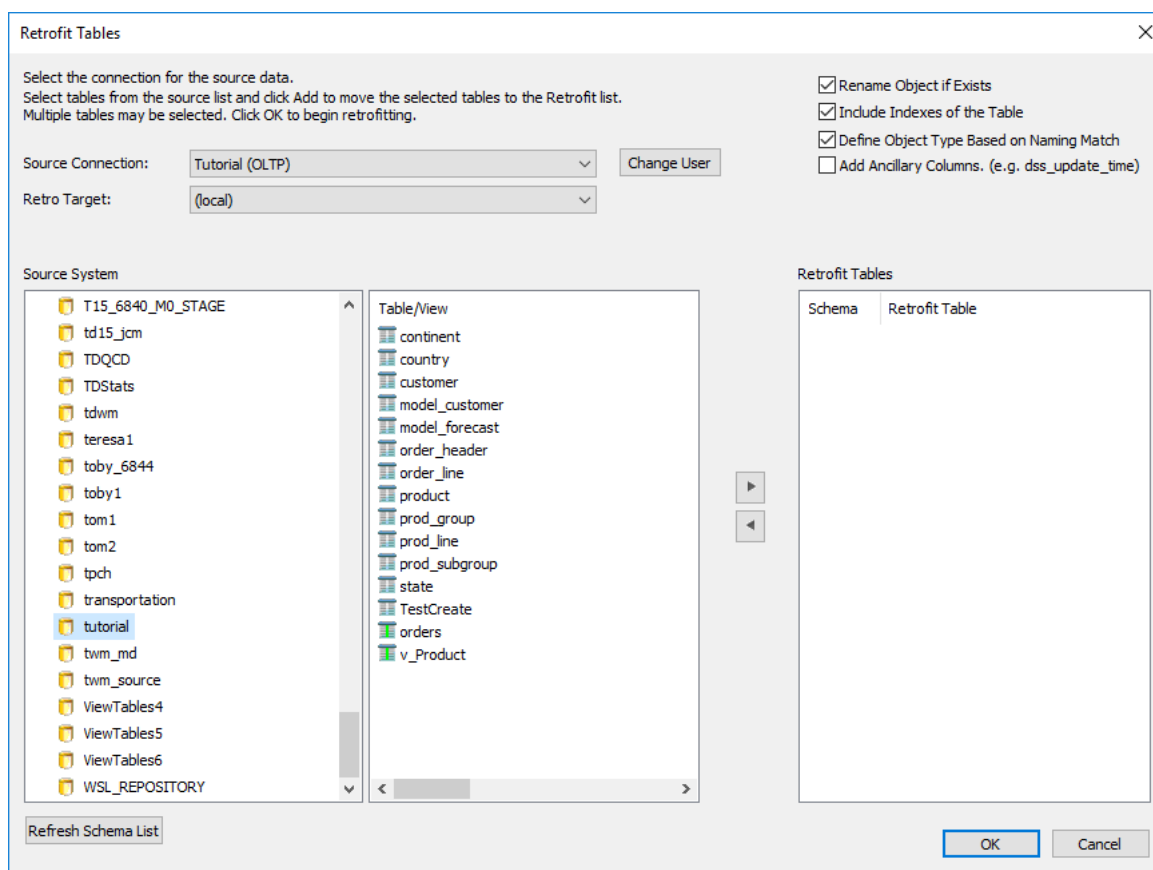 Retrofit Tables
Select the connection for the source data.
Select tables from the source list and click Add to move the selected tables to the Retrofit list.
Multiple tables may be selected. Click OK to begin retrofitting.
Rename Object if Exists
Include Indexes of the Table
Define Object Type Based on Naming Match
Add Ancillary Columns. (e.g. dss_update_time)
Source Connection:
Tutorial (OLTP)
Change User
Retro Target:
(local)
Source System
T15_6840_M0_STAGE
td15_jcm
TDQCD
TDStats
tdwm
teresa1
toby_6844
toby1
tom1
tom2
tpch
transportation
tutorial
twm_md
twm_source
ViewTables4
ViewTables5
ViewTables6
WSL_REPOSITORY
Table/View
continent
country
customer
model_customer
model_forecast
order_header
order_line
product
prod_group
prod_line
prod_subgroup
state
TestCreate
orders
v_Product
Retrofit Tables
Schema Retrofit Table
Refresh Schema List
OK
Cancel